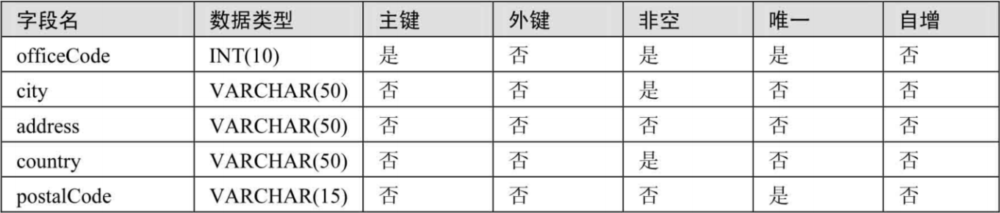 字段名 数据类型 主键 外键 非空 唯一 自增
officeCode INT(10) 是 否 是 是 否
city VARCHAR(50) 否 否 是 否 否
address VARCHAR(50) 否 否 否 否 否
country VARCHAR(50) 否 否 是 否 否
postalCode VARCHAR(15) 否 否 否 是 否